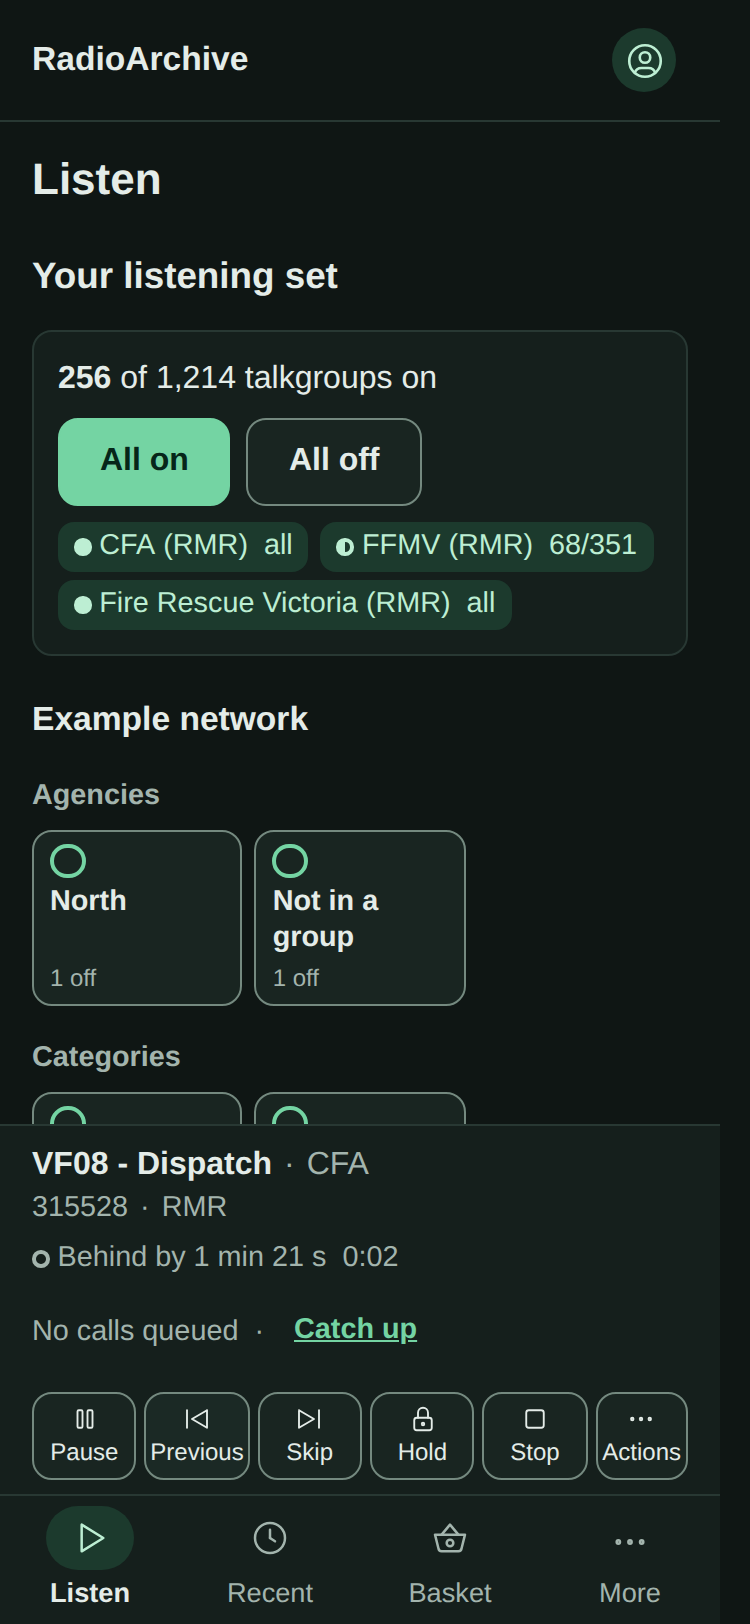 RadioArchive
Listen
Your listening set
256 of 1,214 talkgroups on
All on
All off
CFA (RMR) all
FFMV (RMR) 68/351
Fire Rescue Victoria (RMR) all
Example network
Agencies
North
1 off
Not in a
group
1 off
Categories
VF08 - Dispatch · CFA
315528 · RMR
Behind by 1 min 21 s 0:02
No calls queued · Catch up
Pause
Previous
Skip
Hold
Stop
Actions
Listen
Recent
Basket
More